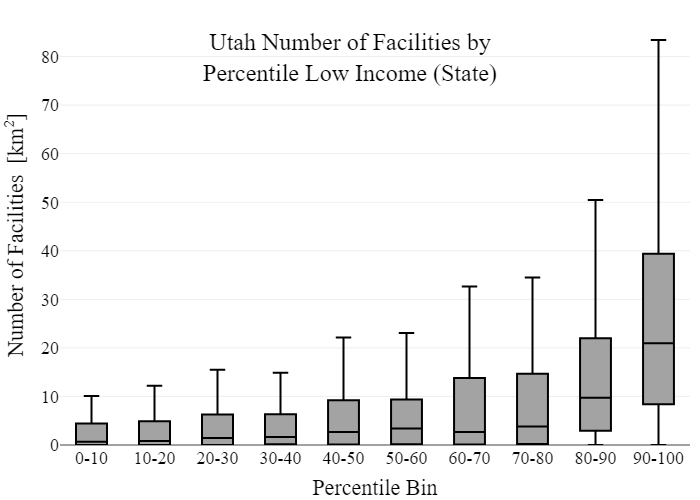 Utah Number of Facilities by
Percentile Low Income (State)
Number of Facilities [km²]
80
70
60
50
40
30
20
10
0
0-10 10-20 20-30 30-40 40-50 50-60 60-70 70-80 80-90 90-100
Percentile Bin